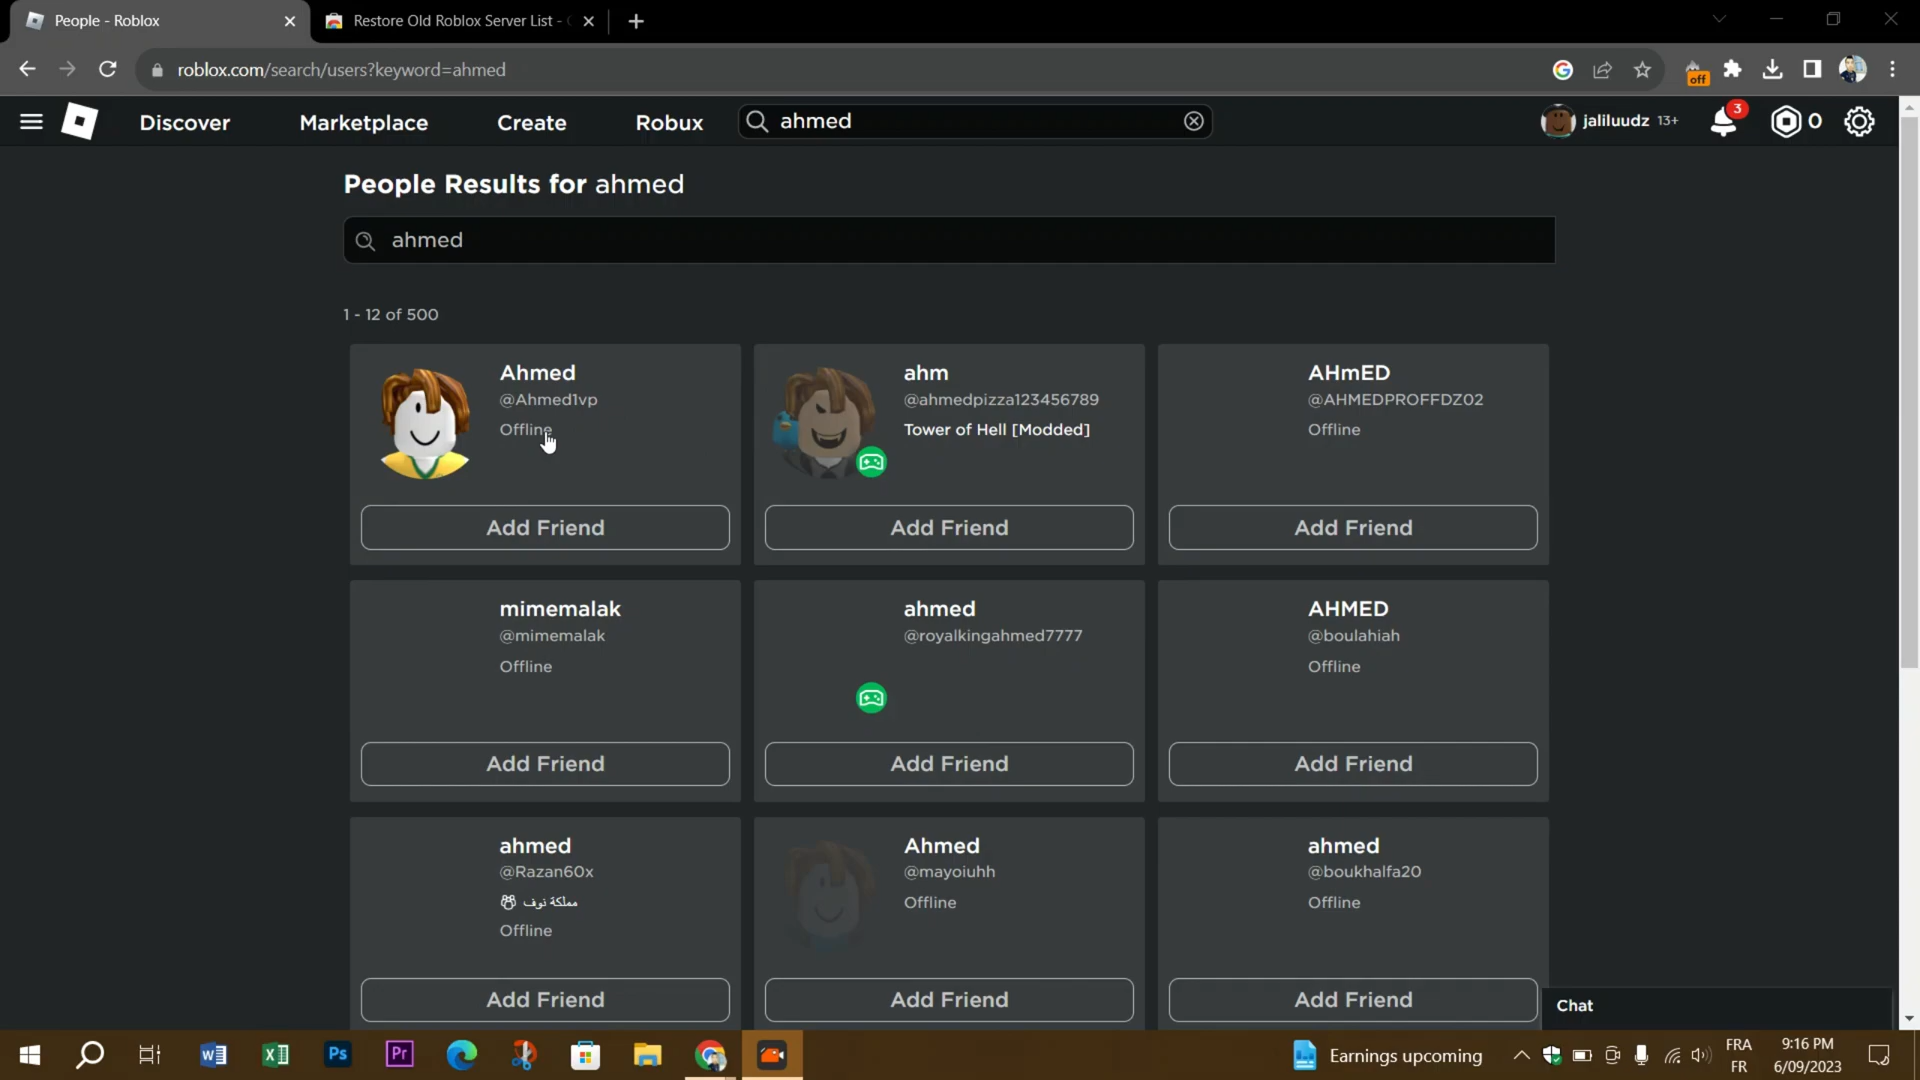 People - Roblox
Restore Old Roblox Server List -
roblox.com/search/users?keyword=ahmed
off
Discover
Marketplace
Create
Robux
ahmed
jaliluudz 13+
3
0
People Results for ahmed
ahmed
1 - 12 of 500
Ahmed
@Ahmed1vp
Offline
Add Friend
ahm
@ahmedpizza123456789
Tower of Hell [Modded]
Add Friend
AHmED
@AHMEDPROFFDZ02
Offline
Add Friend
mimemalak
@mimemalak
Offline
Add Friend
ahmed
@royalkingahmed7777
Add Friend
AHMED
@boulahiah
Offline
Add Friend
ahmed
@Razan60x
مملكة نوف
Offline
Add Friend
Ahmed
@mayoiuhh
Offline
Add Friend
ahmed
@boukhalfa20
Offline
Add Friend
Chat
Ps
Pr
Earnings upcoming
FRA
FR
9:16 PM
6/09/2023